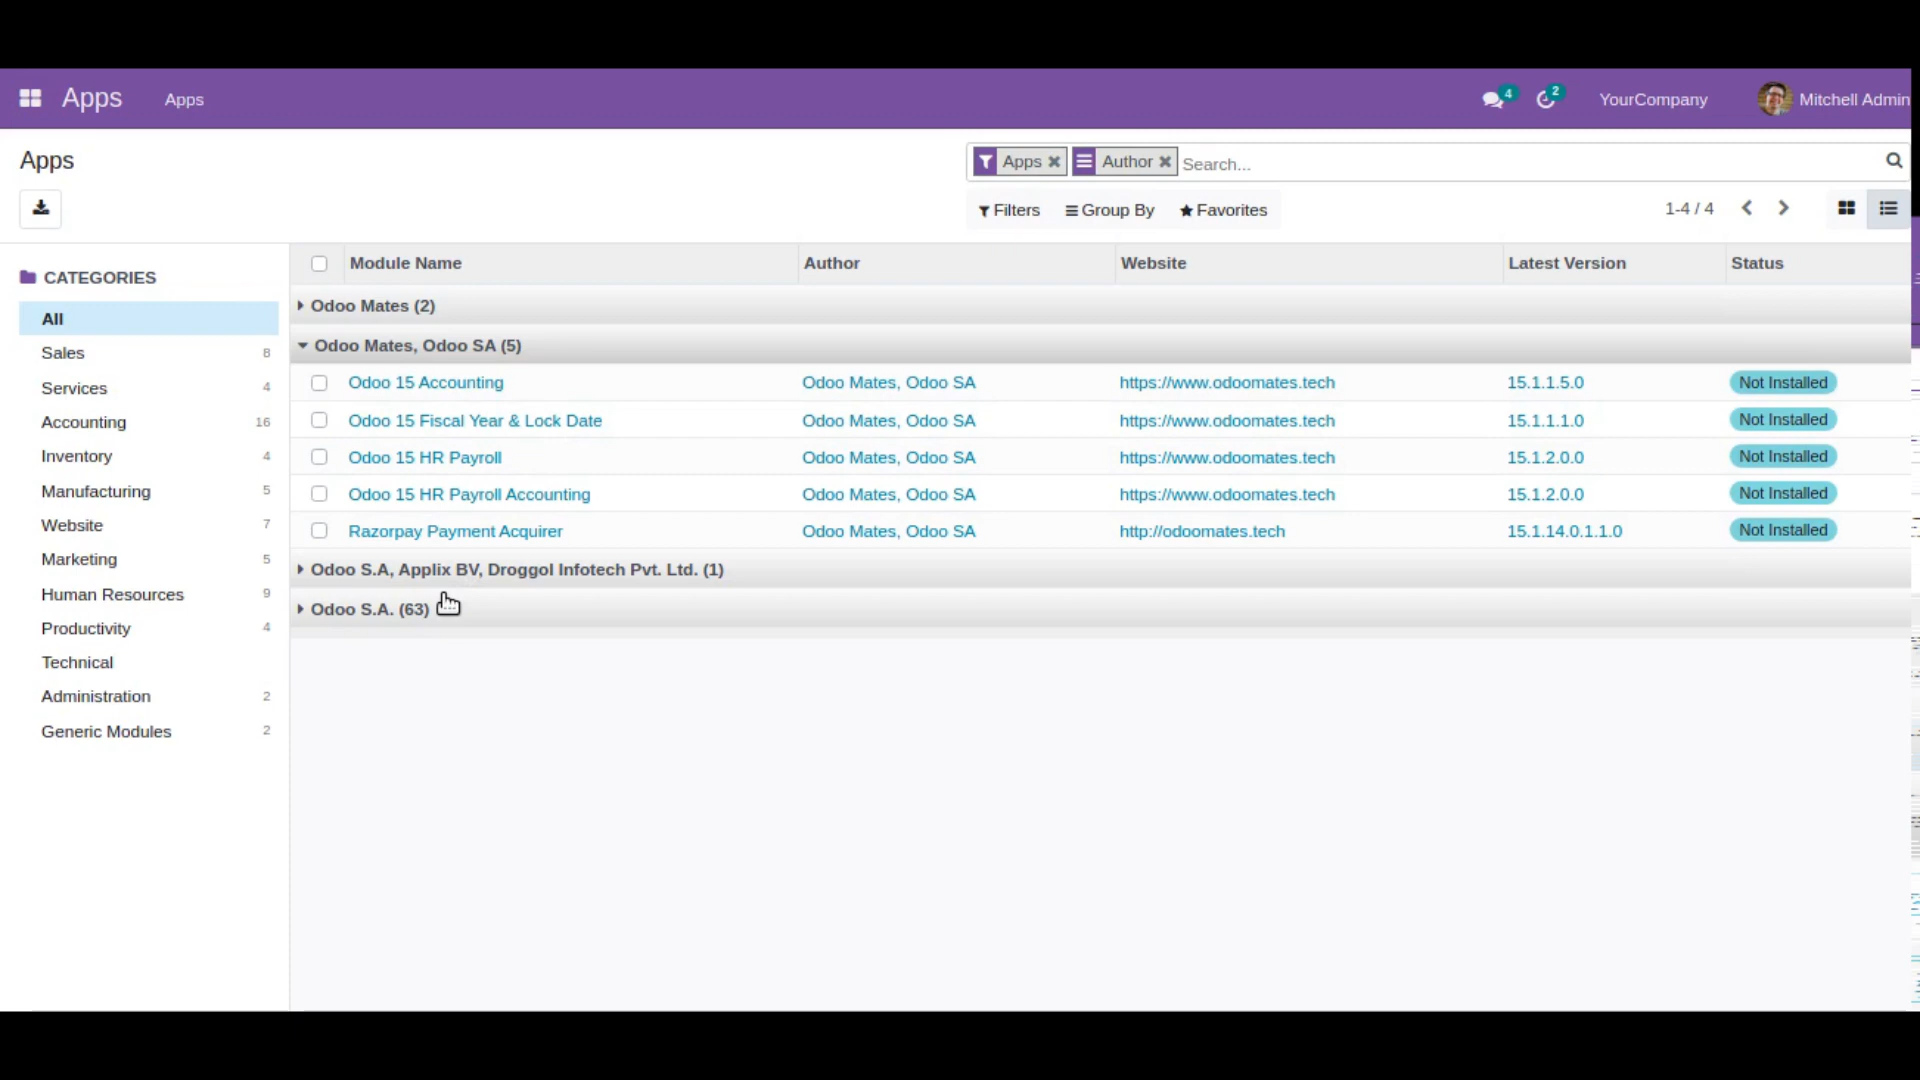 Apps Apps 4 2 YourCompany Mitchell Admin
Apps
Apps Author Search...
Filters Group By Favorites 1-4 / 4
CATEGORIES
All
Sales 8
Services 4
Accounting 16
Inventory 4
Manufacturing 5
Website 7
Marketing 5
Human Resources 9
Productivity 4
Technical
Administration 2
Generic Modules 2
Module Name Author Website Latest Version Status
Odoo Mates (2)
Odoo Mates, Odoo SA (5)
Odoo 15 Accounting Odoo Mates, Odoo SA https://www.odoomates.tech 15.1.1.5.0 Not Installed
Odoo 15 Fiscal Year & Lock Date Odoo Mates, Odoo SA https://www.odoomates.tech 15.1.1.1.0 Not Installed
Odoo 15 HR Payroll Odoo Mates, Odoo SA https://www.odoomates.tech 15.1.2.0.0 Not Installed
Odoo 15 HR Payroll Accounting Odoo Mates, Odoo SA https://www.odoomates.tech 15.1.2.0.0 Not Installed
Razorpay Payment Acquirer Odoo Mates, Odoo SA http://odoomates.tech 15.1.14.0.1.1.0 Not Installed
Odoo S.A, Applix BV, Droggol Infotech Pvt. Ltd. (1)
Odoo S.A. (63)